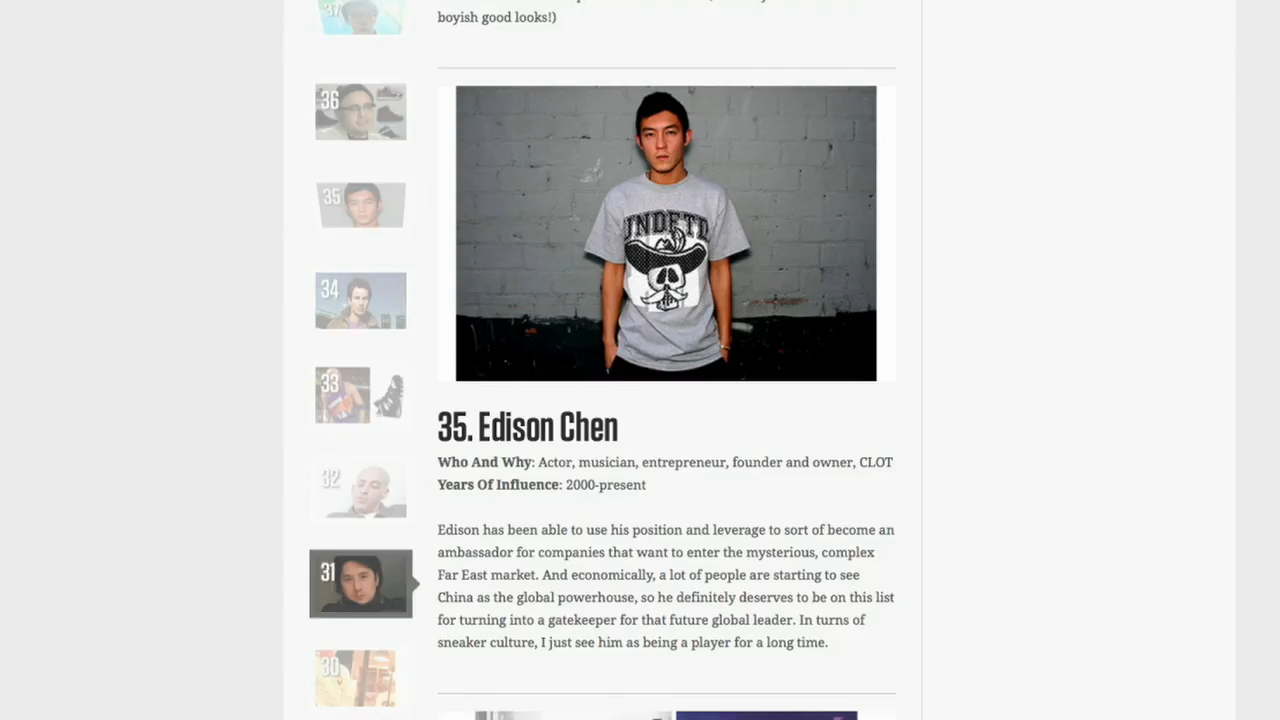 37
boyish good looks!)
36
35
UNDFTD
34
33
35. Edison Chen
Who And Why: Actor, musician, entrepreneur, founder and owner, CLOT
32
Years Of Influence: 2000-present
Edison has been able to use his position and leverage to sort of become an
ambassador for companies that want to enter the mysterious, complex
31
Far East market. And economically, a lot of people are starting to see
China as the global powerhouse, so he definitely deserves to be on this list
for turning into a gatekeeper for that future global leader. In turns of
sneaker culture, I just see him as being a player for a long time.
30